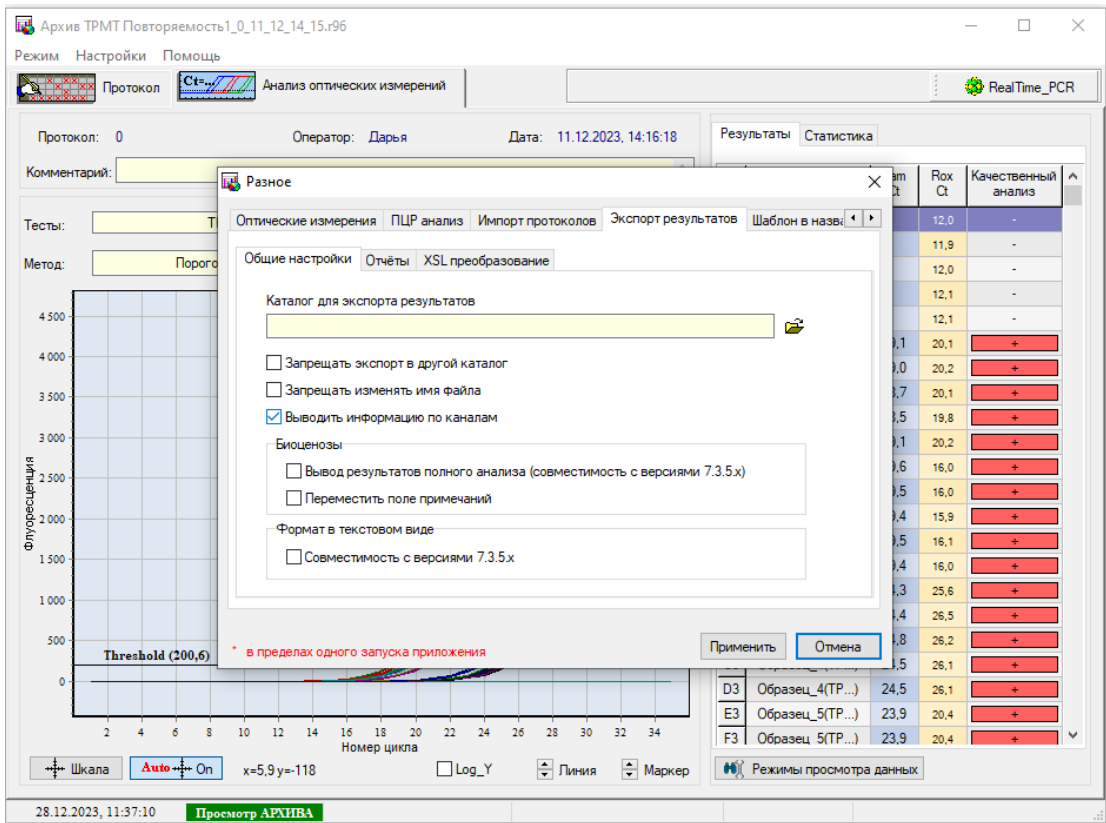 Архив ТРМТ Повторяемость1_0_11_12_14_15.r96
Режим Настройки Помощь
Протокол
Ct=..
Анализ оптических измерений
RealTime_PCR
Протокол: 0 Оператор: Дарья Дата: 11.12.2023, 14:16:18
Комментарий:
Тесты:
Метод: Порого
Результаты Статистика
Rox Ct
Качественный анализ
Разное
Оптические измерения ПЦР анализ Импорт протоколов Экспорт результатов Шаблон в назва
Общие настройки Отчёты XSL преобразование
Каталог для экспорта результатов
Запрещать экспорт в другой каталог
Запрещать изменять имя файла
Выводить информацию по каналам
Биоценозы
Вывод результатов полного анализа (совместимость с версиями 7.3.5.x)
Переместить поле примечаний
Формат в текстовом виде
Совместимость с версиями 7.3.5.x
* в пределах одного запуска приложения
Применить Отмена
12,0 -
11,9 -
12,0 -
12,1 -
12,1 -
20,1 +
20,2 +
20,1 +
19,8 +
20,2 +
16,0 +
16,0 +
15,9 +
16,1 +
16,0 +
25,6 +
26,5 +
26,2 +
26,1 +
D3 Образец_4(TP...) 24,5 26,1 +
E3 Образец_5(TP...) 23,9 20,4 +
F3 Образец_5(TP...) 23,9 20,4 +
Флуоресценция
4 500
4 000
3 500
3 000
2 500
2 000
1 500
1 000
500
0
Threshold (200,6)
2 4 6 8 10 12 14 16 18 20 22 24 26 28 30 32 34
Номер цикла
Шкала Auto On x=5,9 y=-118 Log_Y Линия Маркер
Режимы просмотра данных
28.12.2023, 11:37:10 Просмотр АРХИВА